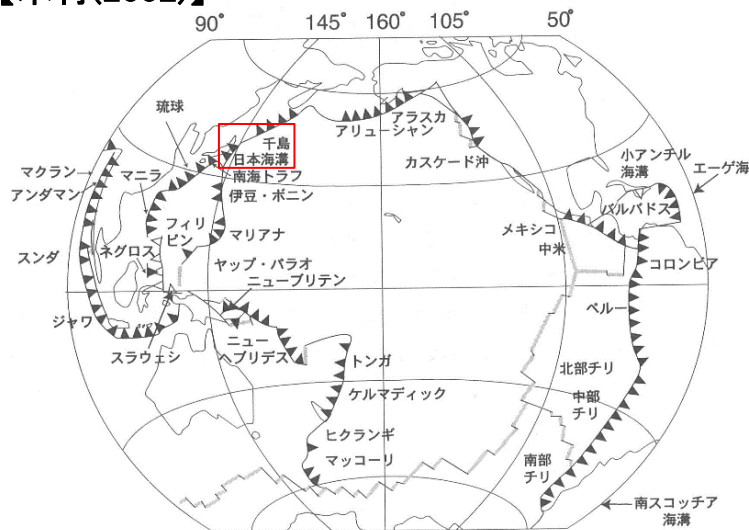 90° 145° 160° 105° 50°
琉球
アラスカ
アリューシャン
千島
日本海溝
カスケード沖
小アンチル
海溝
エーゲ海
マクラン
アンダマン
マニラ
南海トラフ
伊豆・ボニン
バルバドス
フィリ
ピン
マリアナ
メキシコ
中米
スンダ
ネグロス
コロンビア
ヤップ・パラオ
ニューブリテン
ペルー
ジャワ
スラウェシ
ニュー
ヘブリデス
トンガ
北部チリ
ケルマディック
中部
チリ
ヒクランギ
マッコーリ
南部
チリ
南スコッチア
海溝